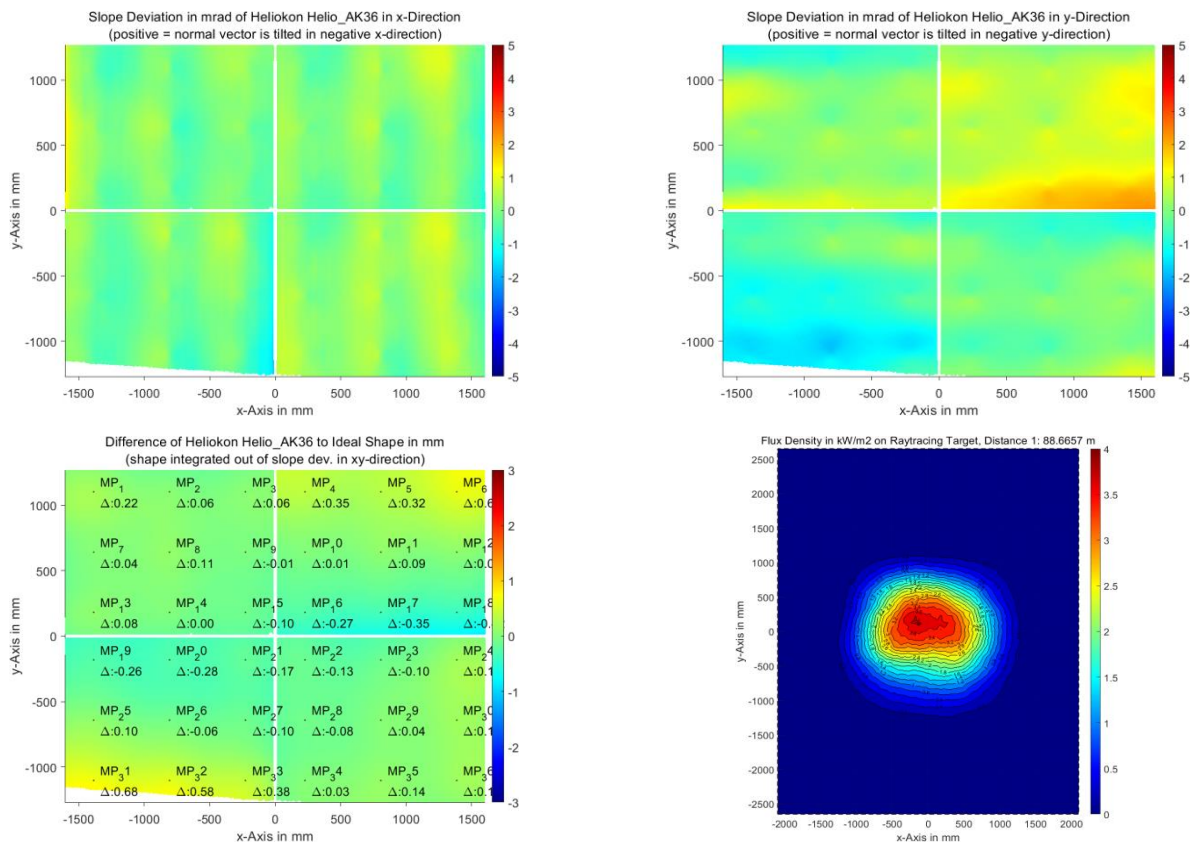 Slope Deviation in mrad of Heliokon Helio_AK36 in x-Direction
(positive = normal vector is tilted in negative x-direction)
1000
500
0
-500
-1000
y-Axis in mm
-1500 -1000 -500 0 500 1000 1500
x-Axis in mm
5
4
3
2
1
0
-1
-2
-3
-4
-5
Slope Deviation in mrad of Heliokon Helio_AK36 in y-Direction
(positive = normal vector is tilted in negative y-direction)
1000
500
0
-500
-1000
y-Axis in mm
-1500 -1000 -500 0 500 1000 1500
x-Axis in mm
5
4
3
2
1
0
-1
-2
-3
-4
-5
Difference of Heliokon Helio_AK36 to Ideal Shape in mm
(shape integrated out of slope dev. in xy-direction)
1000
500
0
-500
-1000
y-Axis in mm
MP1 MP2 MP3 MP4 MP5 MP6
Δ:0.22 Δ:0.06 Δ:0.06 Δ:0.35 Δ:0.32 Δ:0.6
MP7 MP8 MP9 MP10 MP11 MP12
Δ:0.04 Δ:0.11 Δ:-0.01 Δ:0.01 Δ:0.09
MP13 MP14 MP15 MP16 MP17 MP18
Δ:0.08 Δ:0.00 Δ:-0.10 Δ:-0.27 Δ:-0.35
MP19 MP20 MP21 MP22 MP23 MP24
Δ:-0.26 Δ:-0.28 Δ:-0.17 Δ:-0.13 Δ:-0.10 Δ:0.1
MP25 MP26 MP27 MP28 MP29 MP30
Δ:0.10 Δ:-0.06 Δ:-0.10 Δ:-0.08 Δ:0.04 Δ:0.1
MP31 MP32 MP33 MP34 MP35 MP36
Δ:0.68 Δ:0.58 Δ:0.38 Δ:0.03 Δ:0.14 Δ:0.1
-1500 -1000 -500 0 500 1000 1500
x-Axis in mm
3
2
1
0
-1
-2
-3
Flux Density in kW/m2 on Raytracing Target, Distance 1: 88.6657 m
2500
2000
1500
1000
500
0
-500
-1000
-1500
-2000
-2500
y-Axis in mm
-2000 -1500 -1000 -500 0 500 1000 1500 2000
x-Axis in mm
4
3.5
3
2.5
2
1.5
1
0.5
0